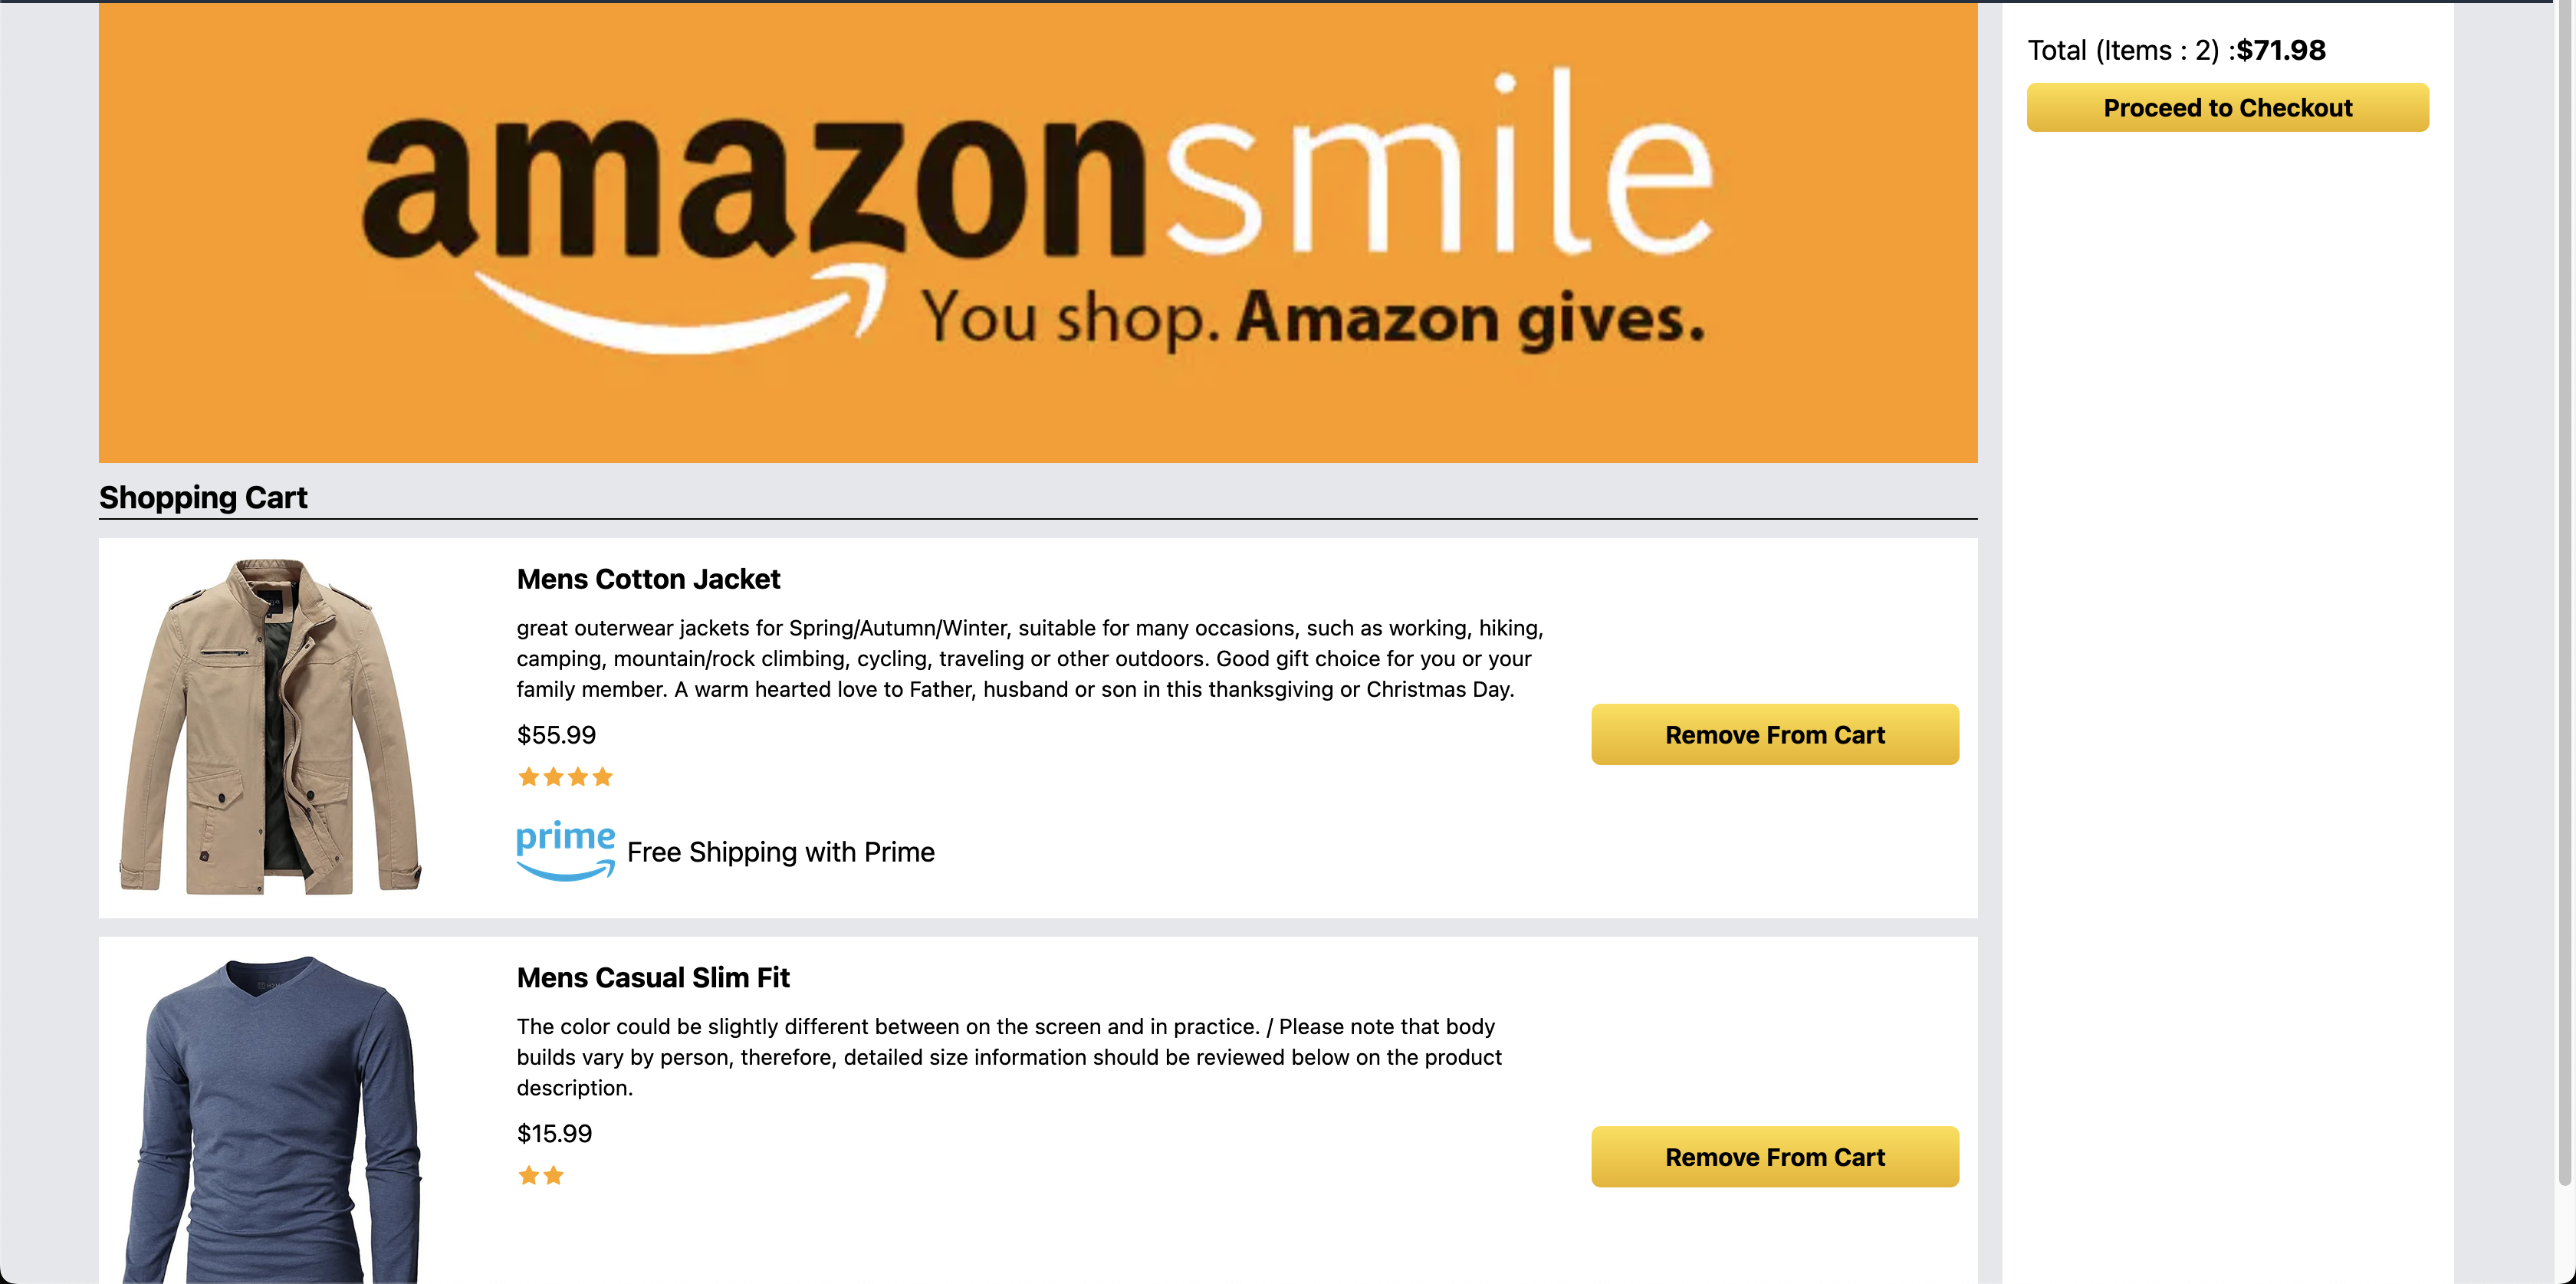 amazonsmile
You shop. Amazon gives.
Total (Items : 2) :$71.98
Proceed to Checkout
Shopping Cart
Mens Cotton Jacket
great outerwear jackets for Spring/Autumn/Winter, suitable for many occasions, such as working, hiking,
camping, mountain/rock climbing, cycling, traveling or other outdoors. Good gift choice for you or your
family member. A warm hearted love to Father, husband or son in this thanksgiving or Christmas Day.
$55.99
Remove From Cart
prime Free Shipping with Prime
Mens Casual Slim Fit
The color could be slightly different between on the screen and in practice. / Please note that body
builds vary by person, therefore, detailed size information should be reviewed below on the product
description.
$15.99
Remove From Cart